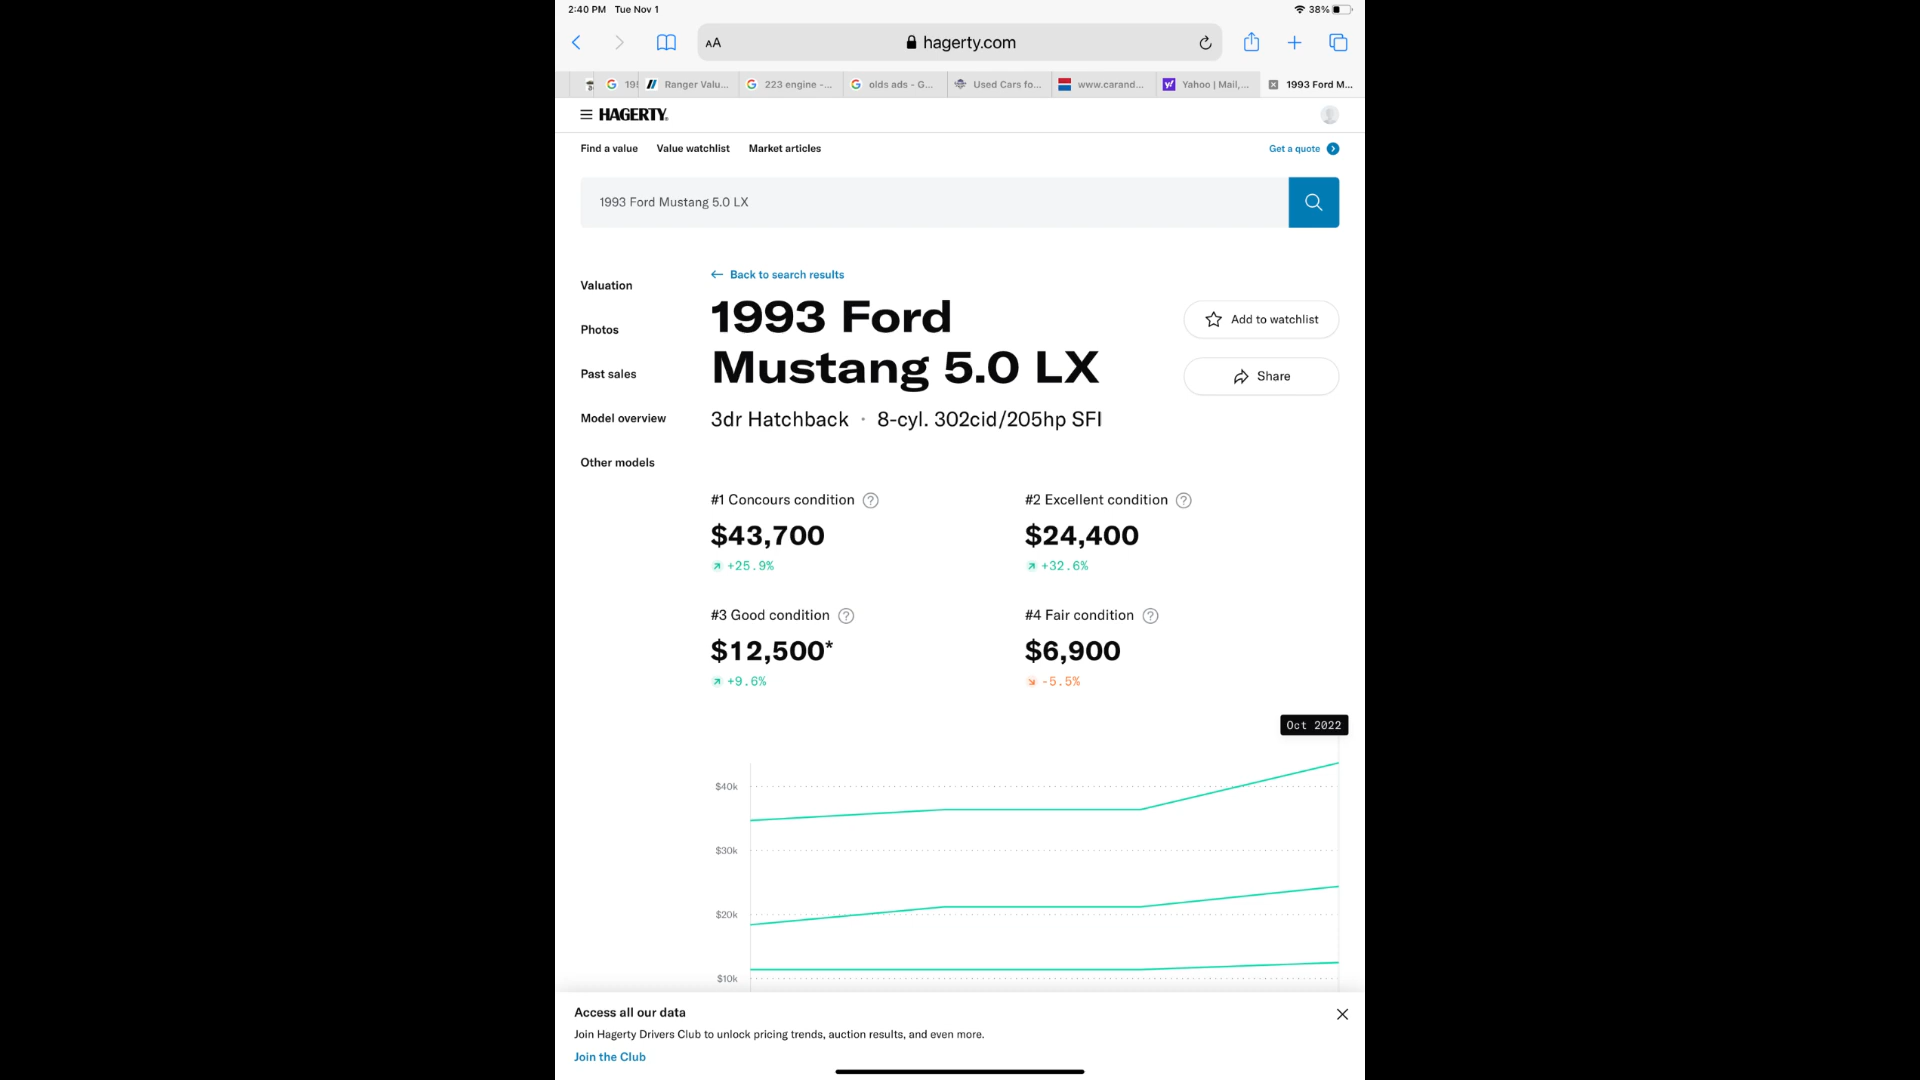 2:40 PM Tue Nov 1
38%
AA
hagerty.com
Ranger Valu...
223 engine -...
olds ads - G...
Used Cars fo...
www.carand...
Yahoo | Mail,...
1993 Ford M...
HAGERTY
Find a value
Value watchlist
Market articles
Get a quote
1993 Ford Mustang 5.0 LX
Valuation
Photos
Past sales
Model overview
Other models
Back to search results
1993 Ford
Mustang 5.0 LX
Add to watchlist
Share
3dr Hatchback · 8-cyl. 302cid/205hp SFI
#1 Concours condition ?
$43,700
+25.9%
#2 Excellent condition ?
$24,400
+32.6%
#3 Good condition ?
$12,500*
+9.6%
#4 Fair condition ?
$6,900
-5.5%
Oct 2022
$40k
$30k
$20k
$10k
Access all our data
Join Hagerty Drivers Club to unlock pricing trends, auction results, and even more.
Join the Club